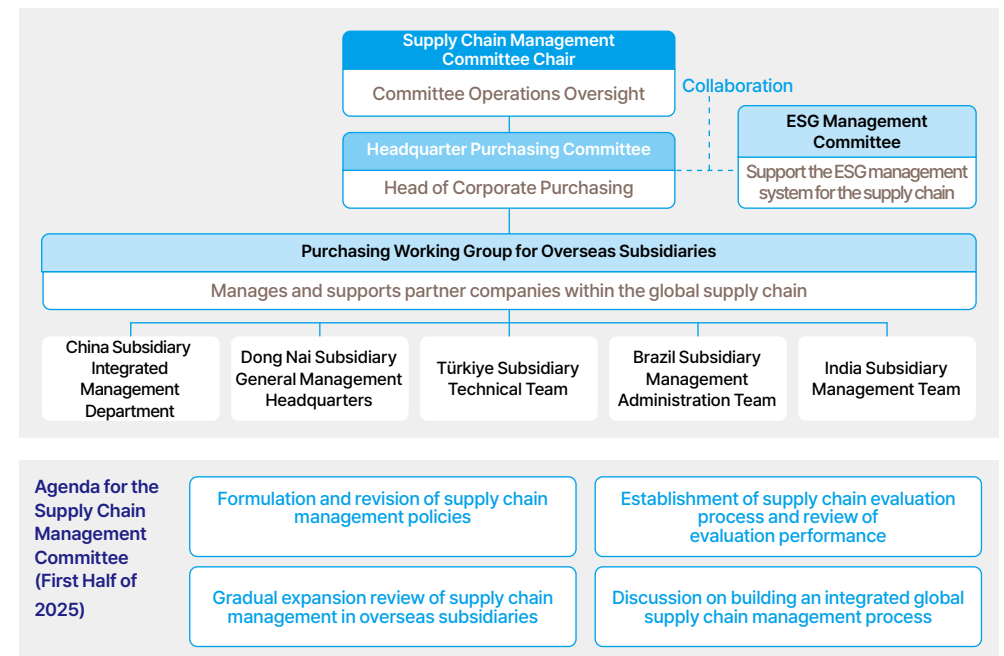 Supply Chain Management
Committee Chair
Committee Operations Oversight
Collaboration
Headquarter Purchasing Committee
Head of Corporate Purchasing
ESG Management
Committee
Support the ESG management
system for the supply chain
Purchasing Working Group for Overseas Subsidiaries
Manages and supports partner companies within the global supply chain
China Subsidiary
Integrated
Management
Department
Dong Nai Subsidiary
General Management
Headquarters
Türkiye Subsidiary
Technical Team
Brazil Subsidiary
Management
Administration Team
India Subsidiary
Management Team
Agenda for the
Supply Chain
Management
Committee
(First Half of
2025)
Formulation and revision of supply chain
management policies
Establishment of supply chain evaluation
process and review of
evaluation performance
Gradual expansion review of supply chain
management in overseas subsidiaries
Discussion on building an integrated global
supply chain management process